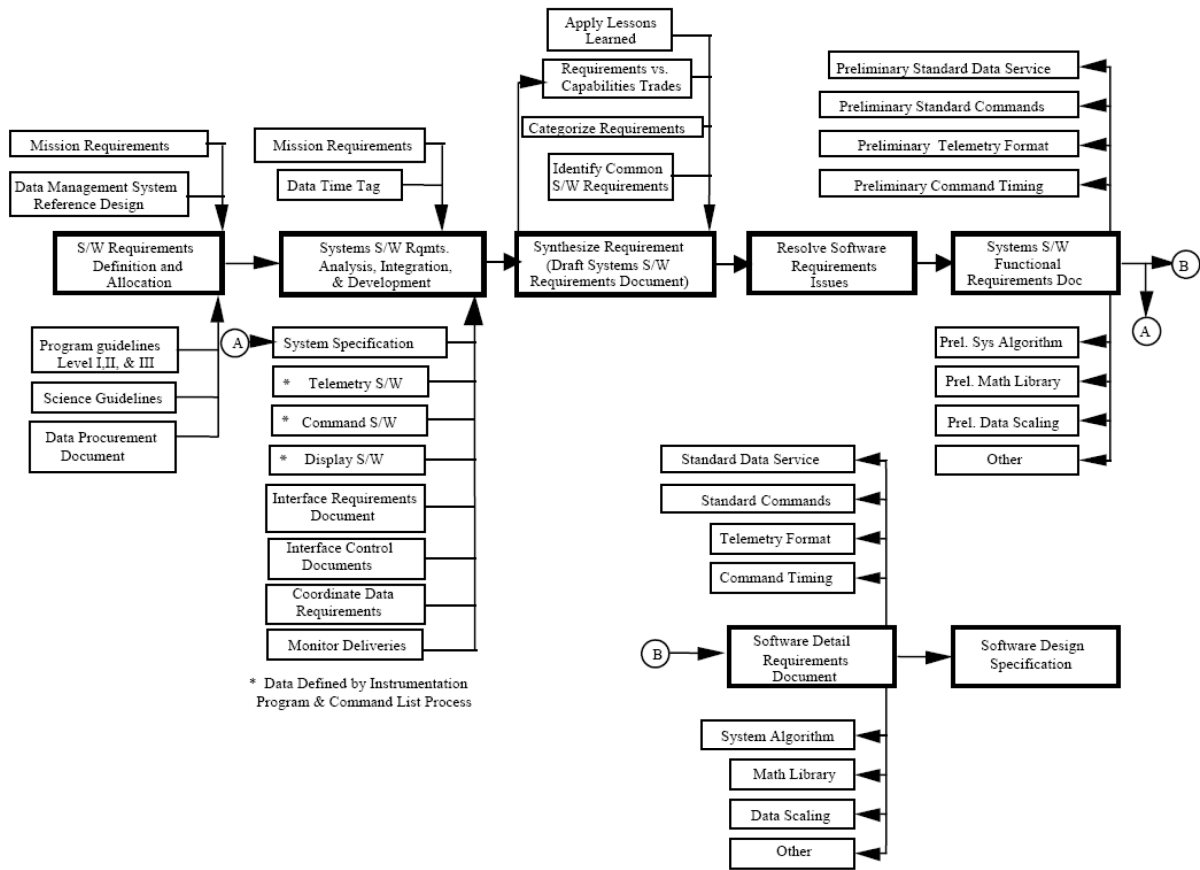 Apply Lessons
Learned
Requirements vs.
Capabilities Trades
Categorize Requirements
Identify Common
S/W Requirements
Preliminary Standard Data Service
Preliminary Standard Commands
Preliminary Telemetry Format
Preliminary Command Timing
Mission Requirements
Data Management System
Reference Design
Mission Requirements
Data Time Tag
S/W Requirements
Definition and
Allocation
Systems S/W Rqmts.
Analysis, Integration,
& Development
Synthesize Requirement
(Draft Systems S/W
Requirements Document)
Resolve Software
Requirements
Issues
Systems S/W
Functional
Requirements Doc
B
A
Program guidelines
Level I,II, & III
Science Guidelines
Data Procurement
Document
A
System Specification
* Telemetry S/W
* Command S/W
* Display S/W
Interface Requirements
Document
Interface Control
Documents
Coordinate Data
Requirements
Monitor Deliveries
* Data Defined by Instrumentation
Program & Command List Process
Prel. Sys Algorithm
Prel. Math Library
Prel. Data Scaling
Other
Standard Data Service
Standard Commands
Telemetry Format
Command Timing
B
Software Detail
Requirements
Document
Software Design
Specification
System Algorithm
Math Library
Data Scaling
Other